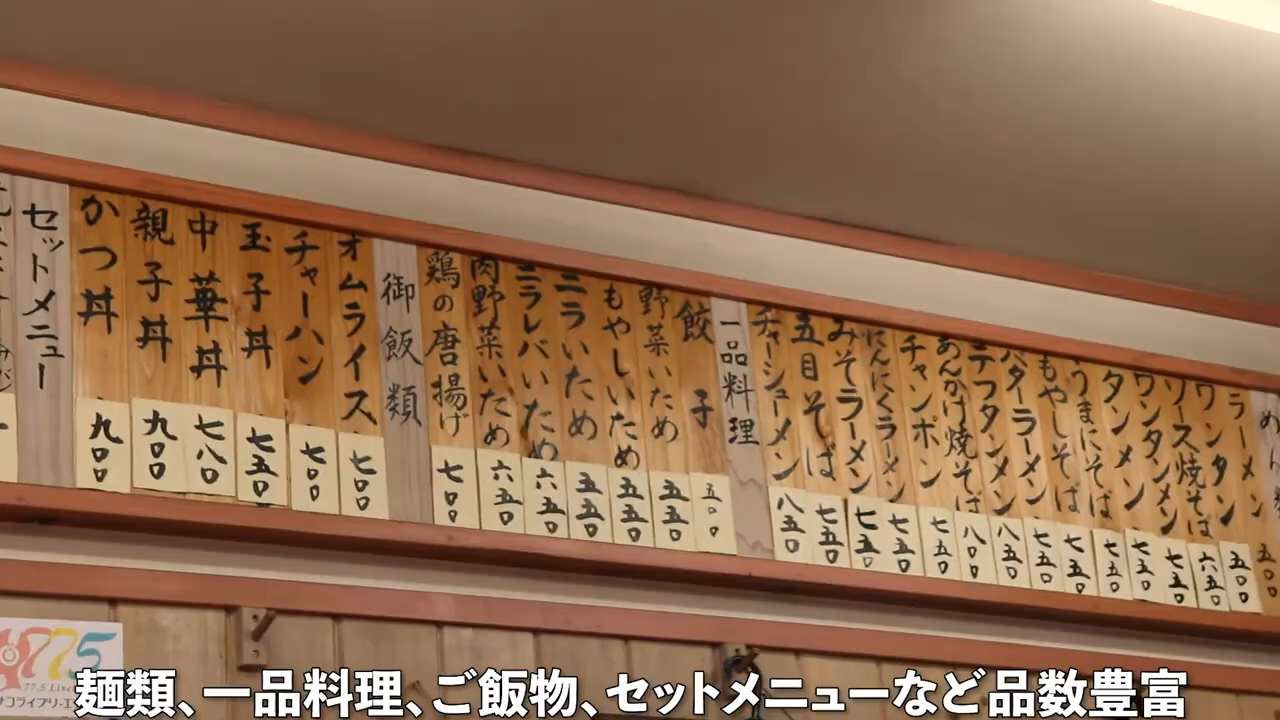 めん
ラーメン 五〇〇
ワンタン 五〇〇
ソース焼そば 六五〇
ワンタンメン 七五〇
タンメン 七五〇
うまにそば 七五〇
もやしそば 七五〇
バターラーメン 七五〇
タンメン 八五〇
あんかけ焼そば 八〇〇
チャンポン 七五〇
にんにくラーメン 七五〇
みそラーメン 七五〇
五目そば 七五〇
チャーシューメン 八五〇
一品料理
餃子 五〇〇
野菜いため 五五〇
もやしいため 五五〇
ニラいため 五五〇
ニラレバいため 六五〇
肉野菜いため 六五〇
鶏の唐揚げ 七〇〇
御飯類
オムライス 七〇〇
チャーハン 七〇〇
玉子丼 七五〇
中華丼 七八〇
親子丼 九〇〇
かつ丼 九〇〇
セットメニュー
77.5
麺類、一品料理、ご飯物、セットメニューなど品数豊富